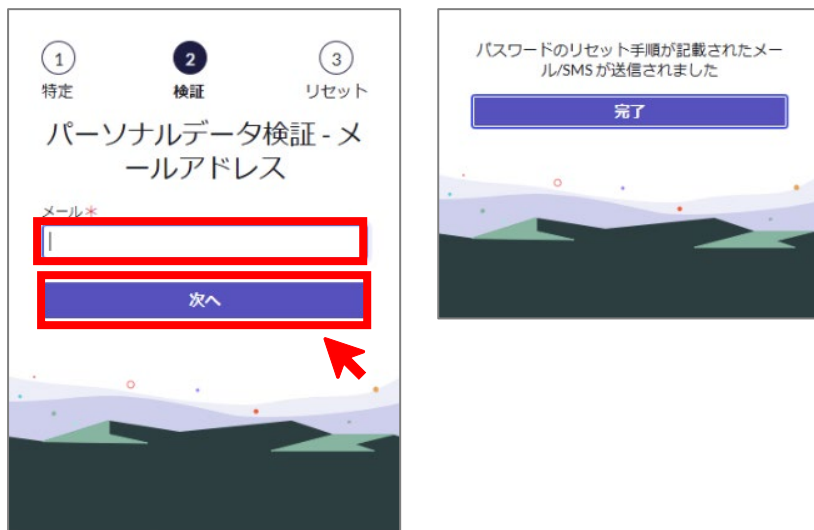 1 2 3
特定 検証 リセット
パーソナルデータ検証 - メ
ールアドレス
メール*
次へ
パスワードのリセット手順が記載されたメー
ル/SMS が送信されました
完了